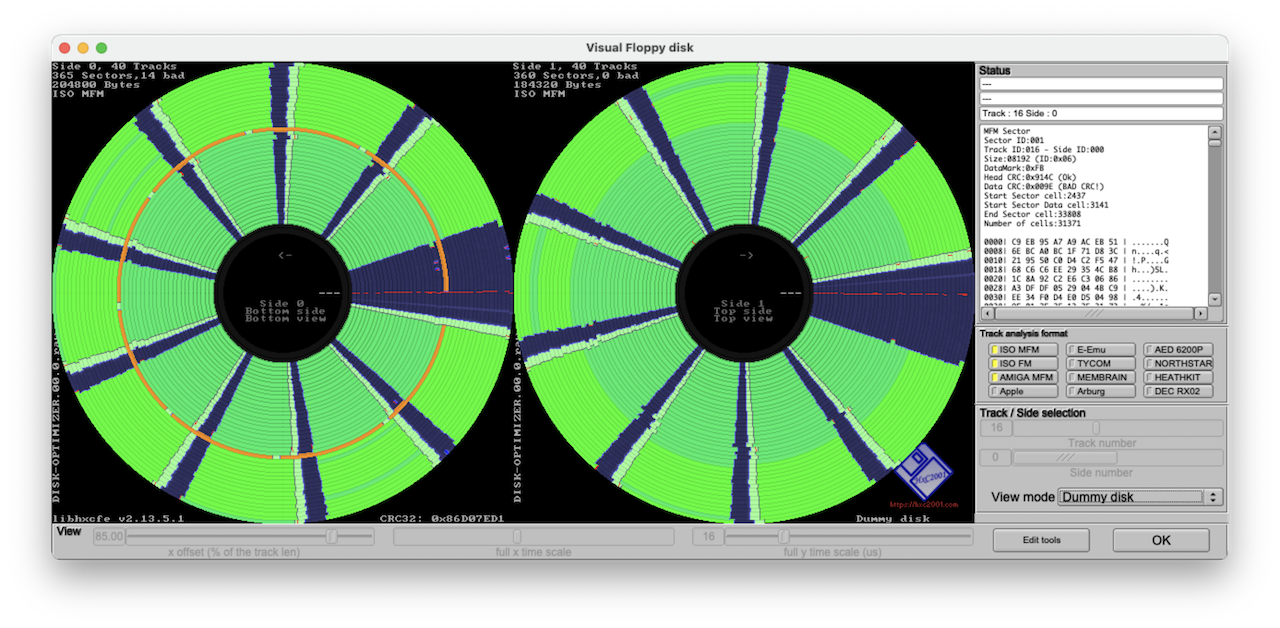 Visual Floppy disk
Side 0, 40 Tracks
365 Sectors,14 bad
204800 Bytes
ISO MFM
<-
---
Side 0
Bottom side
Bottom view
DISK-OPTIMIZER.00.0.ra
libhxcfe v2.13.5.1
CRC32: 0x86D07ED1
Side 1, 40 Tracks
360 Sectors,0 bad
184320 Bytes
ISO MFM
->
---
Side 1
Top side
Top view
DISK-OPTIMIZER.00.0.ra
HxC2001
https://hxc2001.com
Dummy disk
Status
---
---
Track : 16 Side : 0
MFM Sector
Sector ID:001
Track ID:016 - Side ID:000
Size:08192 (ID:0x06)
DataMark:0xFB
Head CRC:0x914C (Ok)
Data CRC:0x009E (BAD CRC!)
Start Sector cell:2437
Start Sector Data cell:3141
End Sector cell:33808
Number of cells:31371
0000| C9 EB 95 A7 A9 AC EB 51 | .......Q
0008| 6E BC A0 BC 1F 71 D8 3C | n....q.<
0010| 21 95 50 C0 D4 C2 F5 47 | !.P....G
0018| 68 C6 C6 EE 29 35 4C B8 | h...)5L.
0020| 1C 8A 92 C2 E6 C3 06 86 | ........
0028| A3 DF DF 05 29 04 4B C9 | ....).K.
0030| EE 34 F0 D4 E0 D5 04 98 | .4......
Track analysis format
ISO MFM
E-Emu
AED 6200P
ISO FM
TYCOM
NORTHSTAR
AMIGA MFM
MEMBRAIN
HEATHKIT
Apple
Arburg
DEC RX02
Track / Side selection
16
Track number
0
Side number
View mode
Dummy disk
View
85.00
x offset (% of the track len)
full x time scale
16
full y time scale (us)
Edit tools
OK